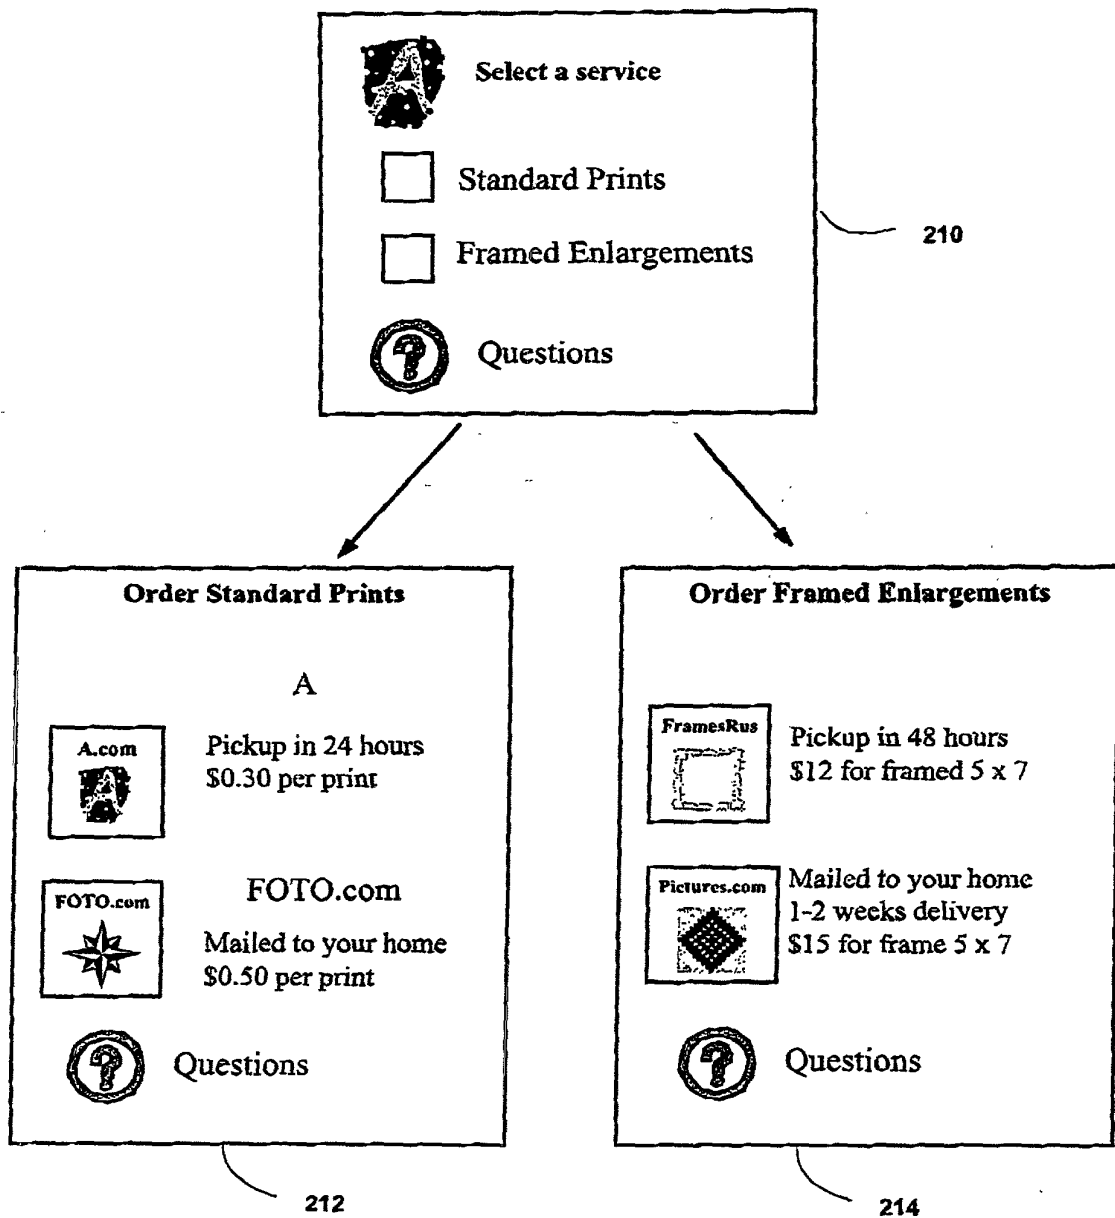 A
Select a service
Standard Prints
Framed Enlargements
Questions
210
Order Standard Prints
A
A.com
A
Pickup in 24 hours
$0.30 per print
FOTO.com
FOTO.com
Mailed to your home
$0.50 per print
?
Questions
212
Order Framed Enlargements
FramesRus
Pickup in 48 hours
$12 for framed 5 x 7
Pictures.com
Mailed to your home
1-2 weeks delivery
$15 for frame 5 x 7
?
Questions
214